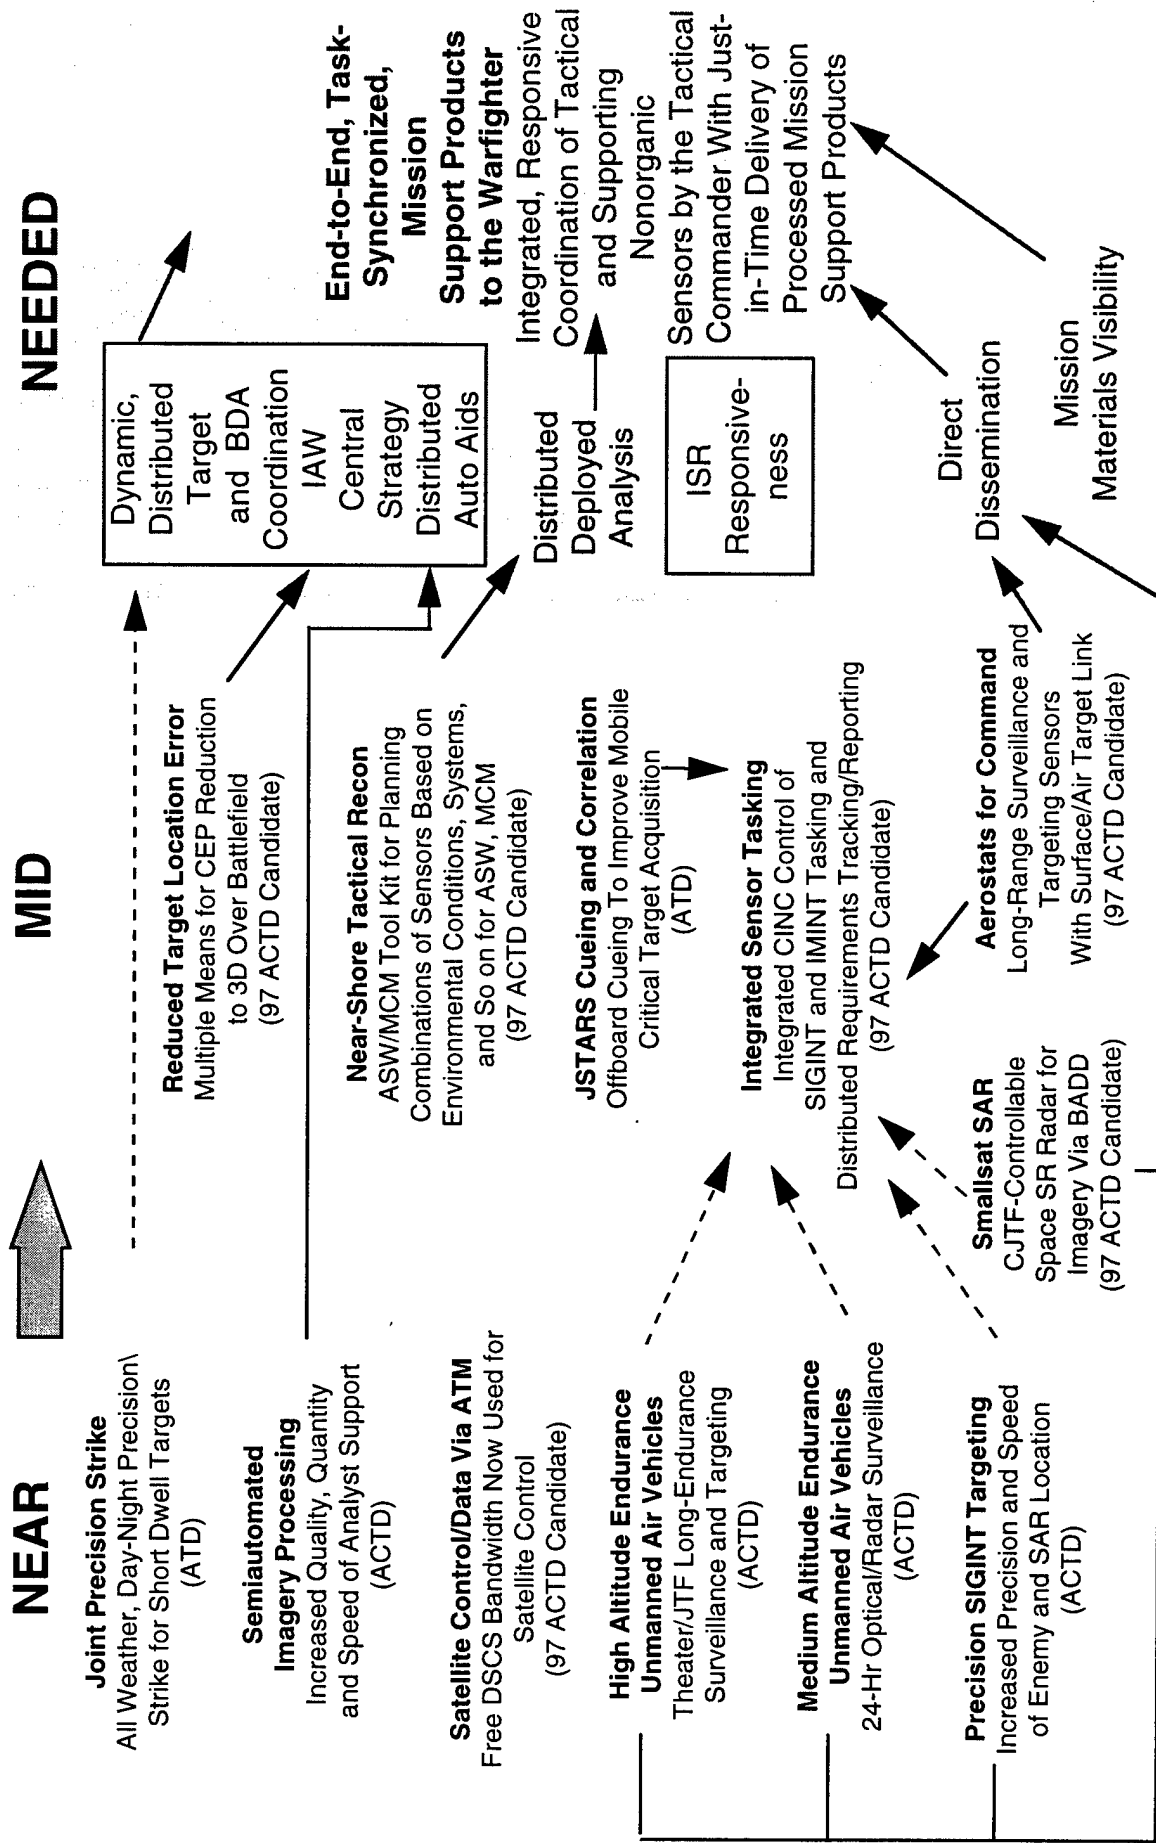 NEAR
MID
NEEDED
Joint Precision Strike
All Weather, Day-Night Precision\
Strike for Short Dwell Targets
(ATD)
Semiautomated
Imagery Processing
Increased Quality, Quantity
and Speed of Analyst Support
(ACTD)
Satellite Control/Data Via ATM
Free DSCS Bandwidth Now Used for
Satellite Control
(97 ACTD Candidate)
High Altitude Endurance
Unmanned Air Vehicles
Theater/JTF Long-Endurance
Surveillance and Targeting
(ACTD)
Medium Altitude Endurance
Unmanned Air Vehicles
24-Hr Optical/Radar Surveillance
(ACTD)
Precision SIGINT Targeting
Increased Precision and Speed
of Enemy and SAR Location
(ACTD)
Reduced Target Location Error
Multiple Means for CEP Reduction
to 3D Over Battlefield
(97 ACTD Candidate)
Near-Shore Tactical Recon
ASW/MCM Tool Kit for Planning
Combinations of Sensors Based on
Environmental Conditions, Systems,
and So on for ASW, MCM
(97 ACTD Candidate)
JSTARS Cueing and Correlation
Offboard Cueing To Improve Mobile
Critical Target Acquisition
(ATD)
Integrated Sensor Tasking
Integrated CINC Control of
SIGINT and IMINT Tasking and
Distributed Requirements Tracking/Reporting
(97 ACTD Candidate)
Smallsat SAR
CJTF-Controllable
Space SR Radar for
Imagery Via BADD
(97 ACTD Candidate)
Aerostats for Command
Long-Range Surveillance and
Targeting Sensors
With Surface/Air Target Link
(97 ACTD Candidate)
Dynamic,
Distributed
Target
and BDA
Coordination
IAW
Central
Strategy
Distributed
Auto Aids
Distributed
Deployed
Analysis
ISR
Responsive-
ness
Direct
Dissemination
Mission
Materials Visibility
End-to-End, Task-
Synchronized,
Mission
Support Products
to the Warfighter
Integrated, Responsive
Coordination of Tactical
and Supporting
Nonorganic
Sensors by the Tactical
Commander With Just-
in-Time Delivery of
Processed Mission
Support Products